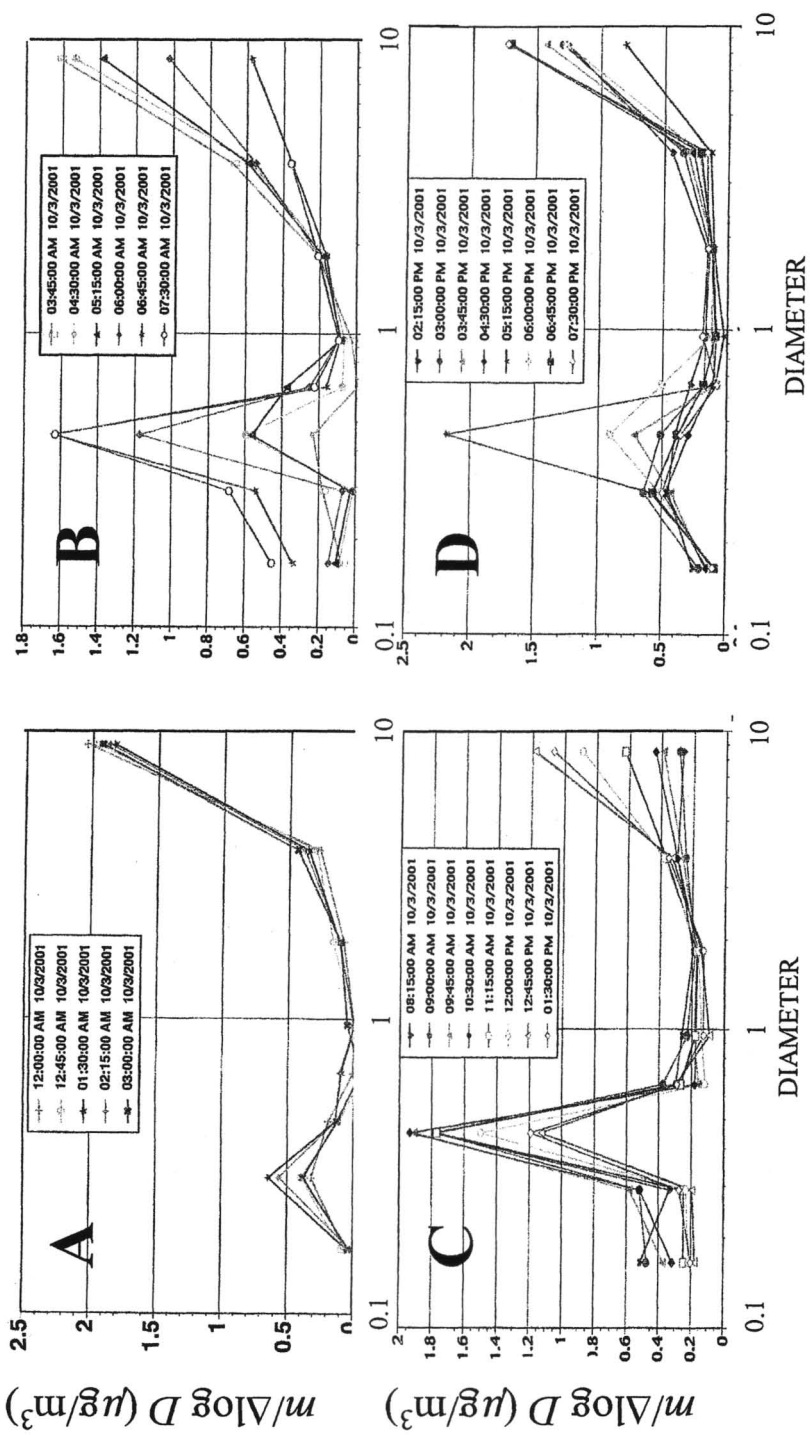 m/Δlog D (μg/m³)
A
2.5
2
1.5
1
0.5
0
12:00:00 AM 10/3/2001
12:45:00 AM 10/3/2001
01:30:00 AM 10/3/2001
02:15:00 AM 10/3/2001
03:00:00 AM 10/3/2001
0.1
1
10
B
1.8
1.6
1.4
1.2
1
0.8
0.6
0.4
0.2
0
03:45:00 AM 10/3/2001
04:30:00 AM 10/3/2001
05:15:00 AM 10/3/2001
06:00:00 AM 10/3/2001
06:45:00 AM 10/3/2001
07:30:00 AM 10/3/2001
0.1
1
10
m/Δlog D (μg/m³)
C
2
1.8
1.6
1.4
1.2
1
0.6
0.4
0.2
0
08:15:00 AM 10/3/2001
09:00:00 AM 10/3/2001
09:45:00 AM 10/3/2001
10:30:00 AM 10/3/2001
11:15:00 AM 10/3/2001
12:00:00 PM 10/3/2001
12:45:00 PM 10/3/2001
01:30:00 PM 10/3/2001
0.1
1
10
DIAMETER
D
2.5
2
1.5
1
0.5
0
02:15:00 PM 10/3/2001
03:00:00 PM 10/3/2001
03:45:00 PM 10/3/2001
04:30:00 PM 10/3/2001
05:15:00 PM 10/3/2001
06:00:00 PM 10/3/2001
06:45:00 PM 10/3/2001
07:30:00 PM 10/3/2001
0.1
1
10
DIAMETER